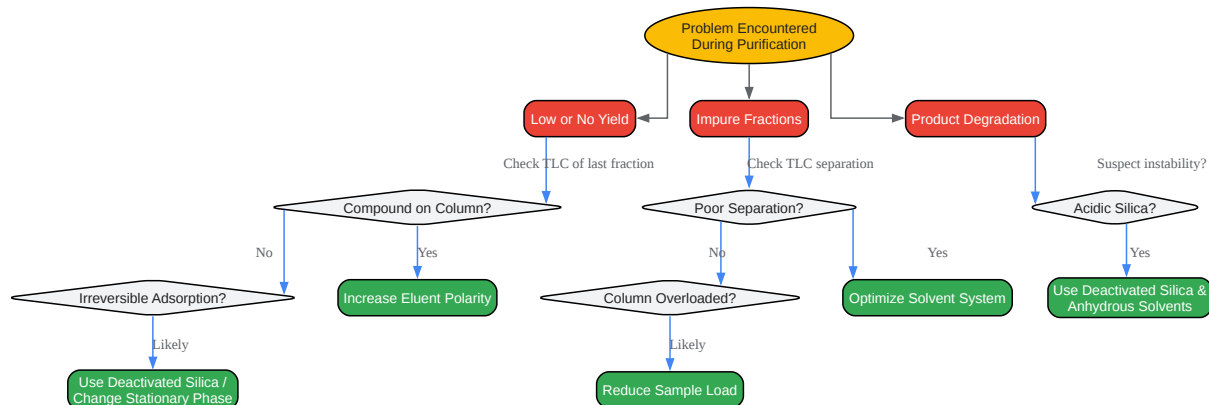 Problem Encountered
During Purification
Low or No Yield
Impure Fractions
Product Degradation
Check TLC of last fraction
Check TLC separation
Suspect instability?
Compound on Column?
Poor Separation?
Acidic Silica?
No
Yes
No
Yes
Yes
Irreversible Adsorption?
Increase Eluent Polarity
Column Overloaded?
Optimize Solvent System
Use Deactivated Silica &
Anhydrous Solvents
Likely
Likely
Use Deactivated Silica /
Change Stationary Phase
Reduce Sample Load